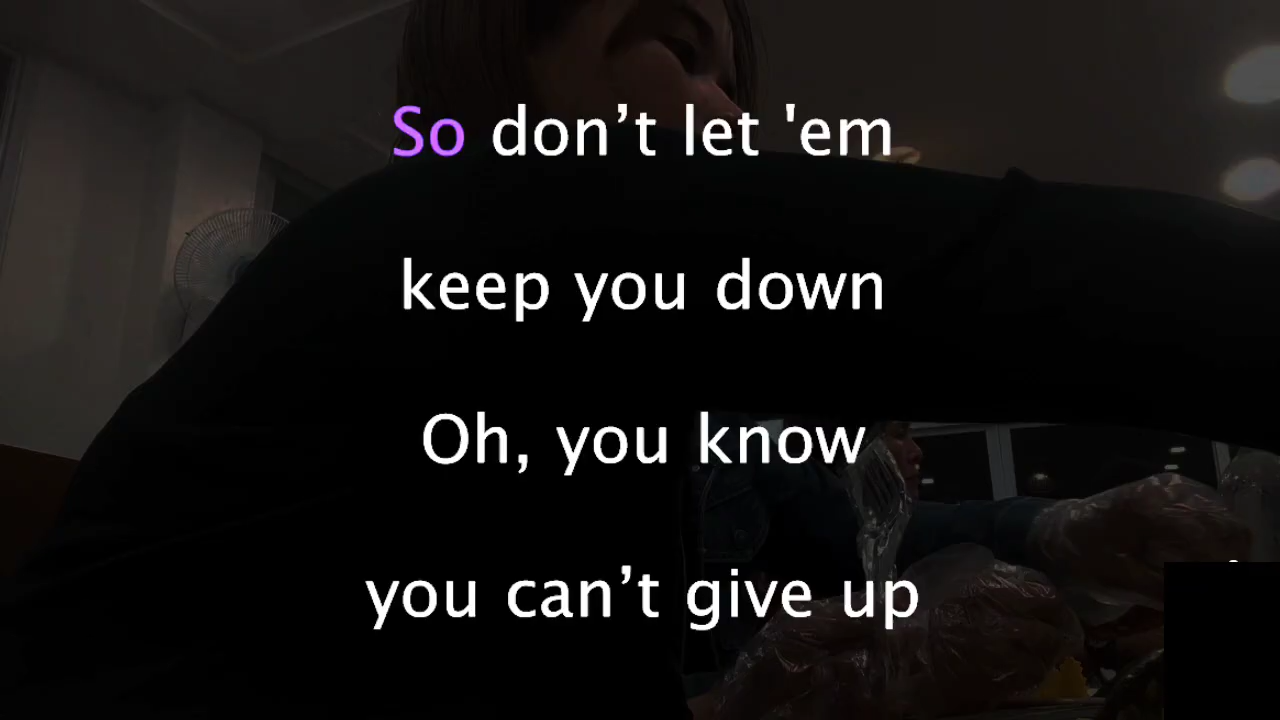 So don’t let 'em
keep you down
Oh, you know
you can’t give up